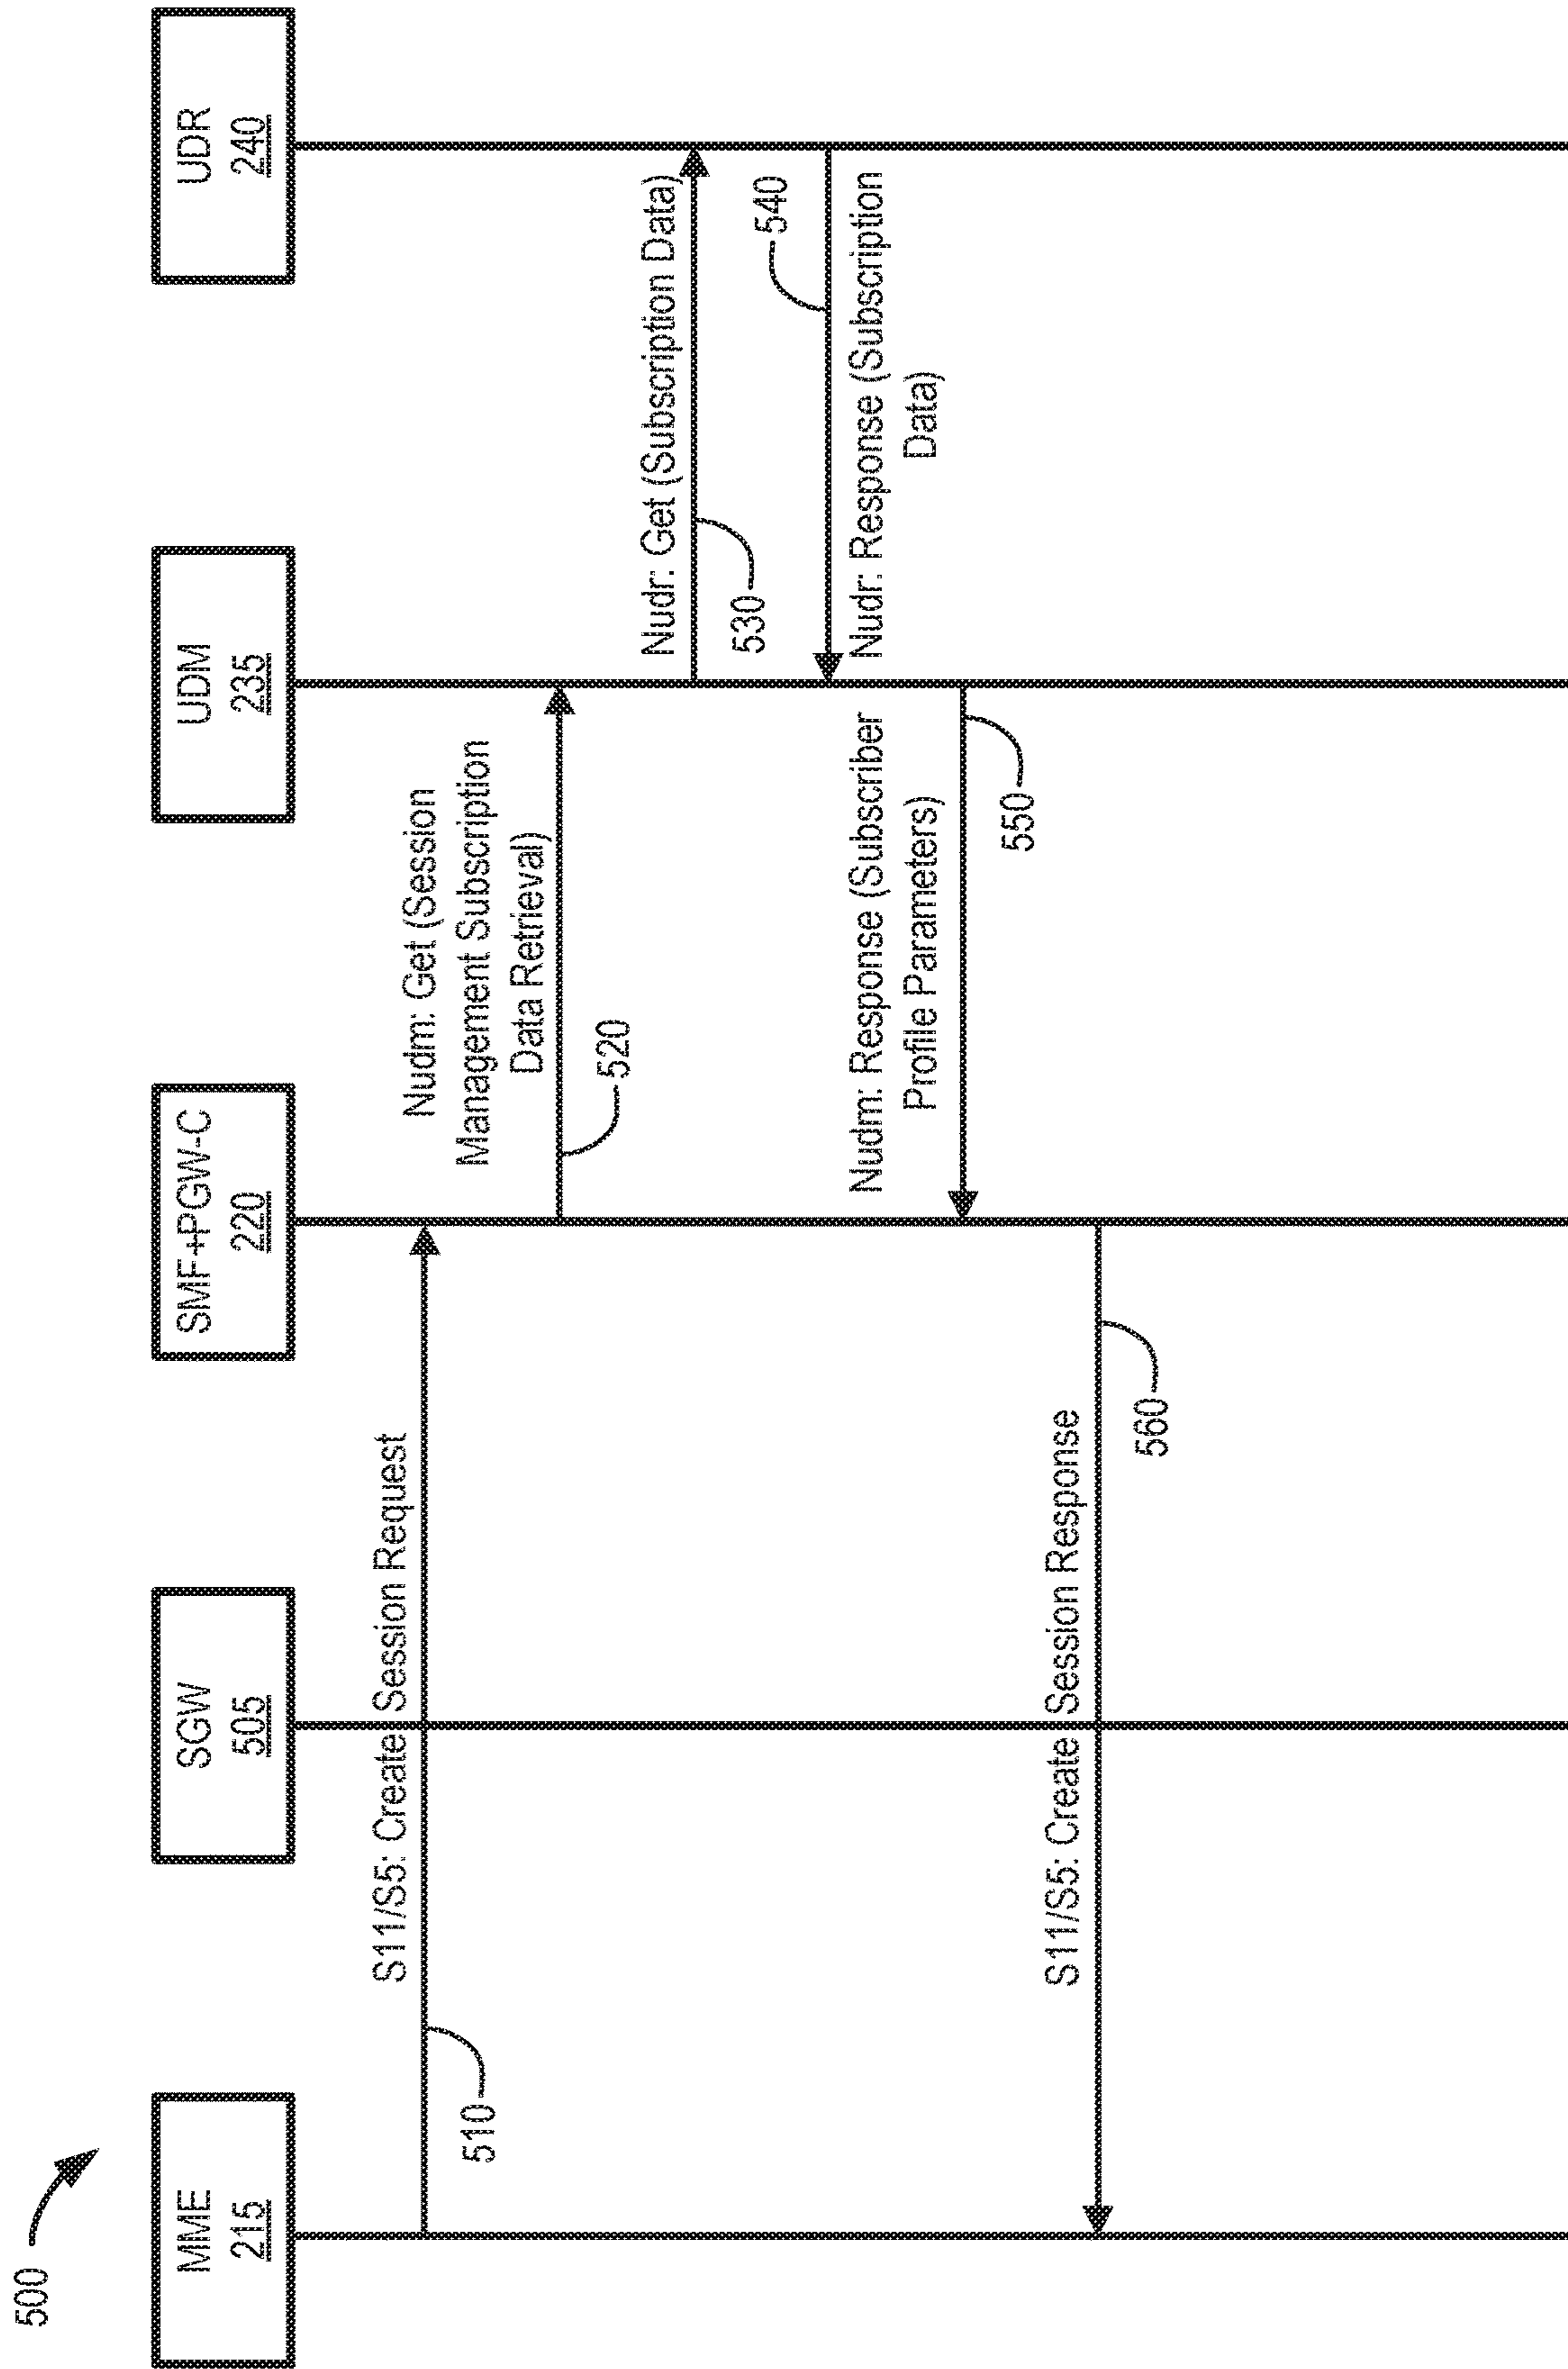 500
MME
215
SGW
505
SMF+PGW-C
220
UDM
235
UDR
240
S11/S5: Create Session Request
510
Nudm: Get (Session
Management Subscription
Data Retrieval)
520
Nudr: Get (Subscription Data)
530
540
Nudr: Response (Subscription
Data)
Nudm: Response (Subscriber
Profile Parameters)
550
S11/S5: Create Session Response
560